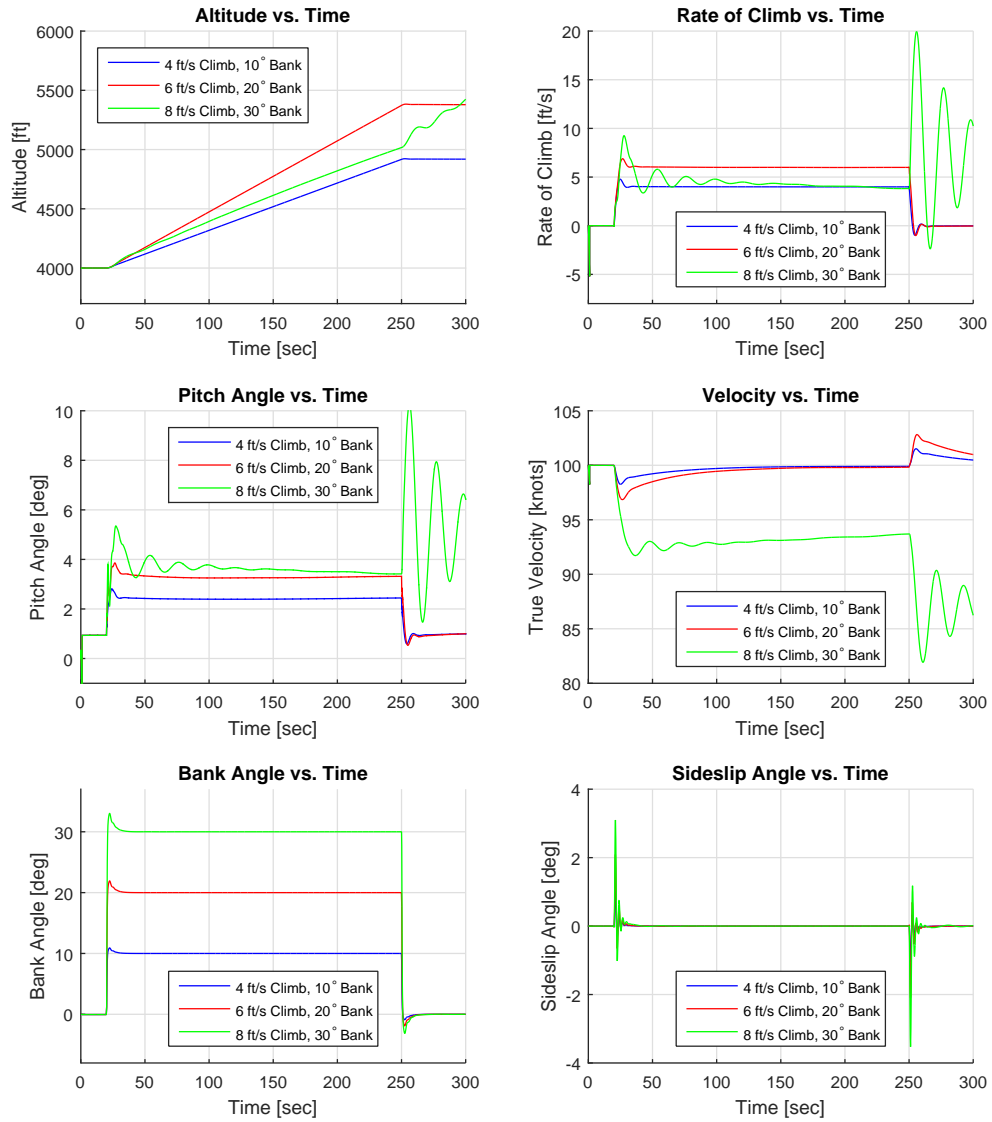 Altitude vs. Time
6000
5500
5000
4500
4000
Altitude [ft]
4 ft/s Climb, 10° Bank
6 ft/s Climb, 20° Bank
8 ft/s Climb, 30° Bank
0 50 100 150 200 250 300
Time [sec]
Rate of Climb vs. Time
20
15
10
5
0
-5
Rate of Climb [ft/s]
4 ft/s Climb, 10° Bank
6 ft/s Climb, 20° Bank
8 ft/s Climb, 30° Bank
0 50 100 150 200 250 300
Time [sec]
Pitch Angle vs. Time
10
8
6
4
2
0
Pitch Angle [deg]
4 ft/s Climb, 10° Bank
6 ft/s Climb, 20° Bank
8 ft/s Climb, 30° Bank
0 50 100 150 200 250 300
Time [sec]
Velocity vs. Time
105
100
95
90
85
80
True Velocity [knots]
4 ft/s Climb, 10° Bank
6 ft/s Climb, 20° Bank
8 ft/s Climb, 30° Bank
0 50 100 150 200 250 300
Time [sec]
Bank Angle vs. Time
30
20
10
0
Bank Angle [deg]
4 ft/s Climb, 10° Bank
6 ft/s Climb, 20° Bank
8 ft/s Climb, 30° Bank
0 50 100 150 200 250 300
Time [sec]
Sideslip Angle vs. Time
4
2
0
-2
-4
Sideslip Angle [deg]
4 ft/s Climb, 10° Bank
6 ft/s Climb, 20° Bank
8 ft/s Climb, 30° Bank
0 50 100 150 200 250 300
Time [sec]